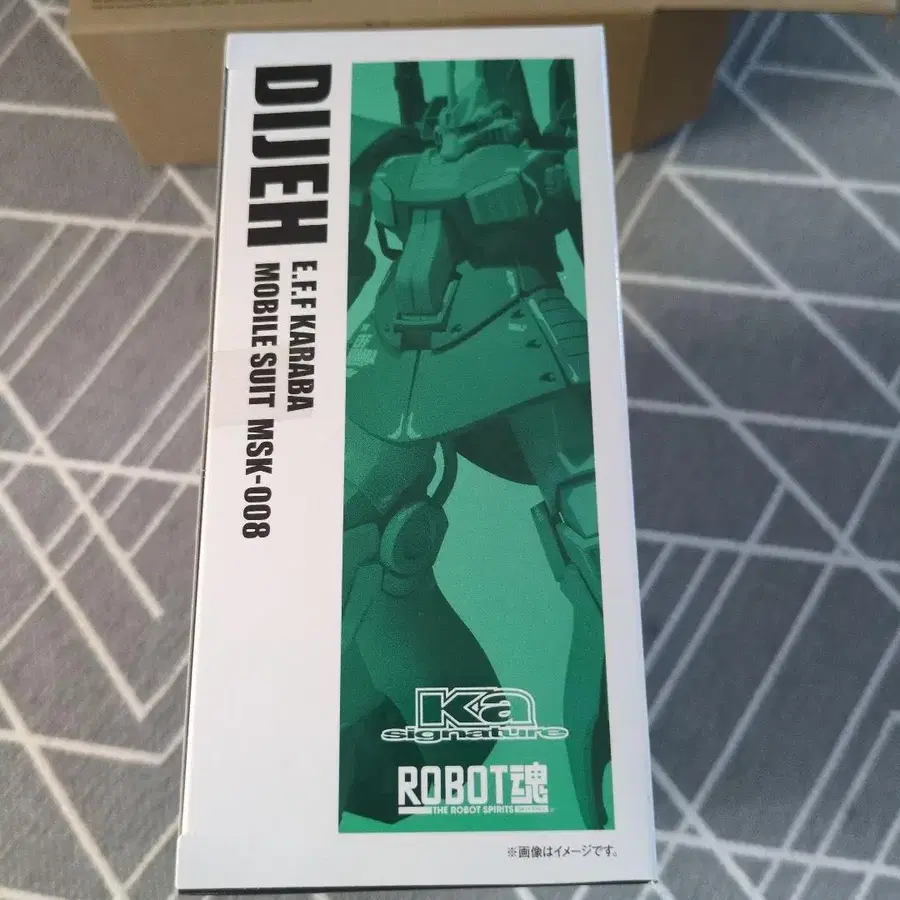 DIJEH
E.F.F KARABA
MOBILE SUIT MSK-008
Ka
signature
ROBOT魂
THE ROBOT SPIRITS
※画像はイメージです。